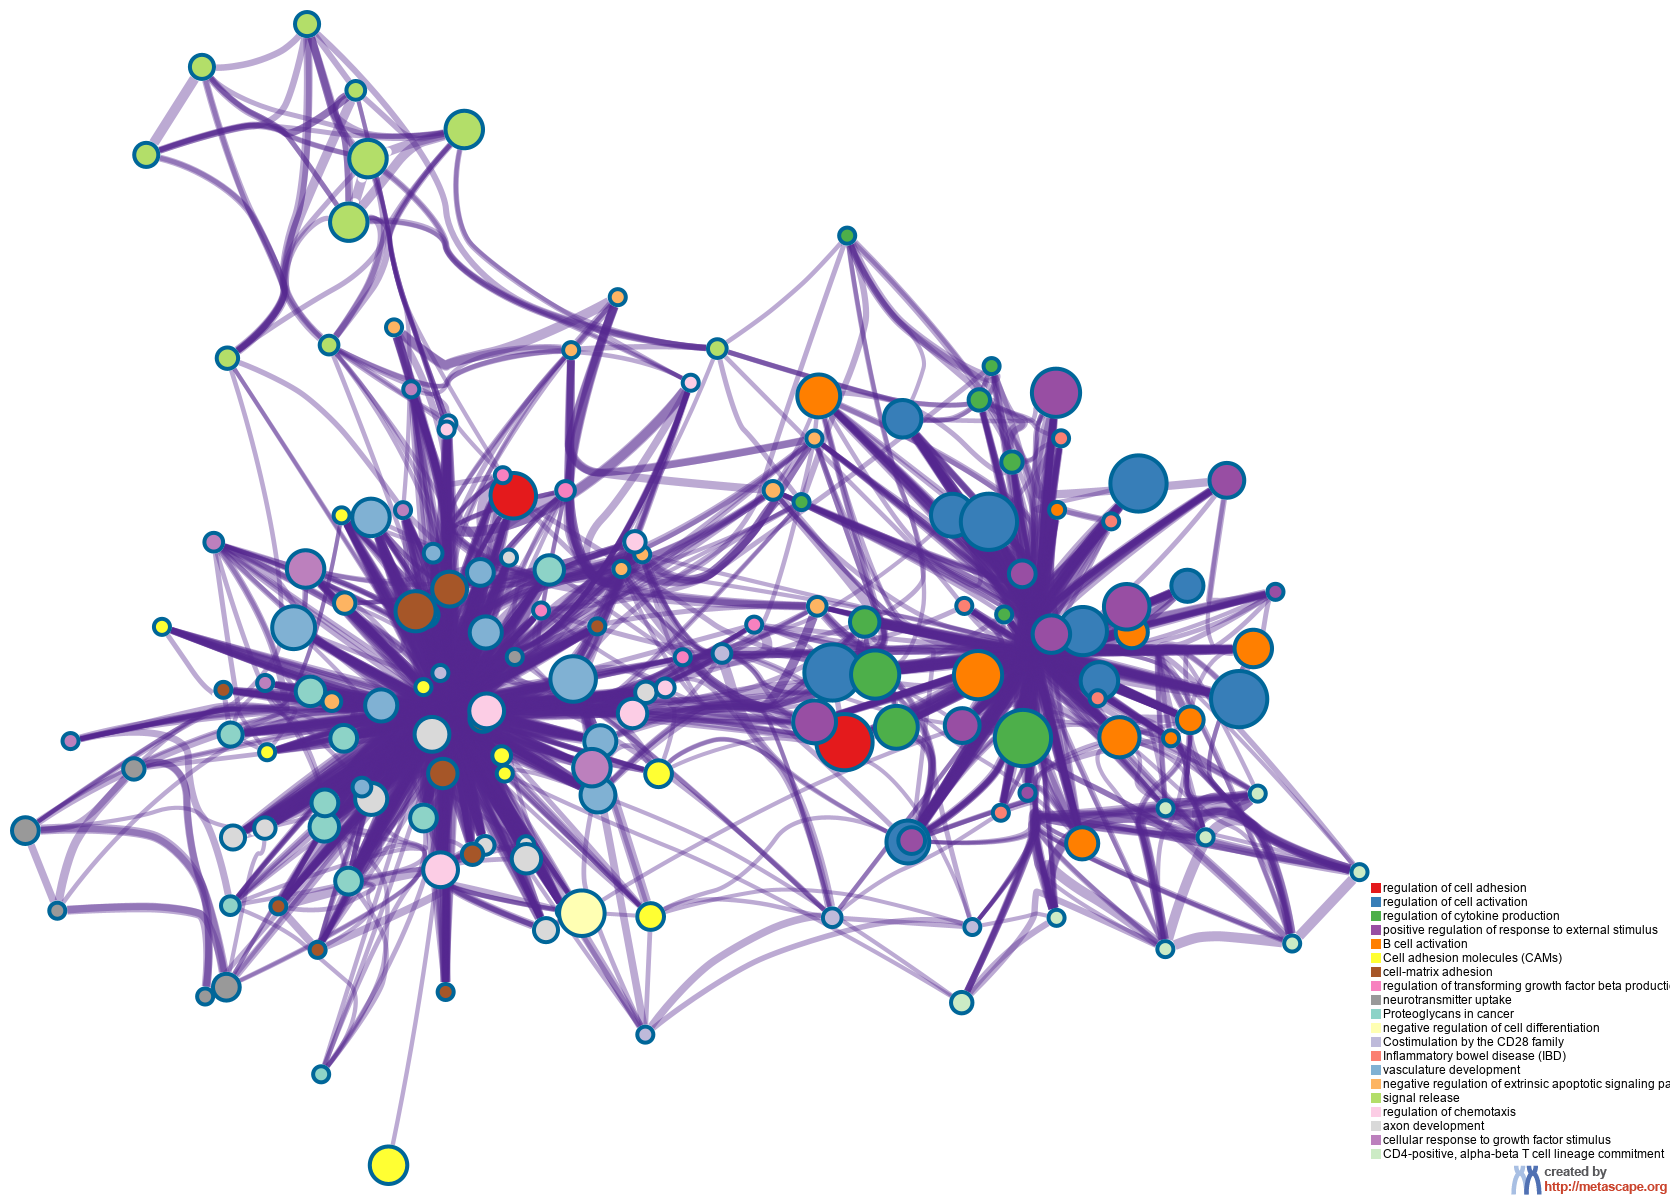 regulation of cell adhesion
regulation of cell activation
regulation of cytokine production
positive regulation of response to external stimulus
B cell activation
Cell adhesion molecules (CAMs)
cell-matrix adhesion
regulation of transforming growth factor beta producti
neurotransmitter uptake
Proteoglycans in cancer
negative regulation of cell differentiation
Costimulation by the CD28 family
Inflammatory bowel disease (IBD)
vasculature development
negative regulation of extrinsic apoptotic signaling pa
signal release
regulation of chemotaxis
axon development
cellular response to growth factor stimulus
CD4-positive, alpha-beta T cell lineage commitment
created by
http://metascape.org